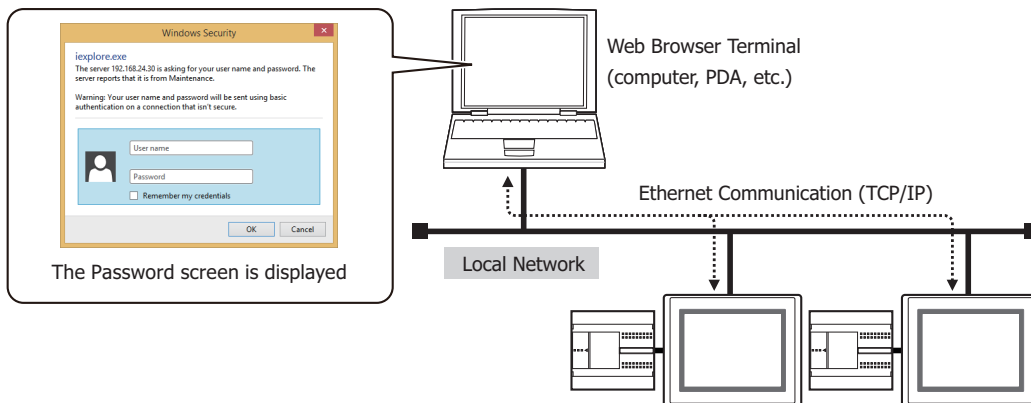 Windows Security
iexplore.exe
The server 192.168.24.30 is asking for your user name and password. The
server reports that it is from Maintenance.
Warning: Your user name and password will be sent using basic
authentication on a connection that isn't secure.
User name
Password
Remember my credentials
OK Cancel
The Password screen is displayed
Web Browser Terminal
(computer, PDA, etc.)
Ethernet Communication (TCP/IP)
Local Network